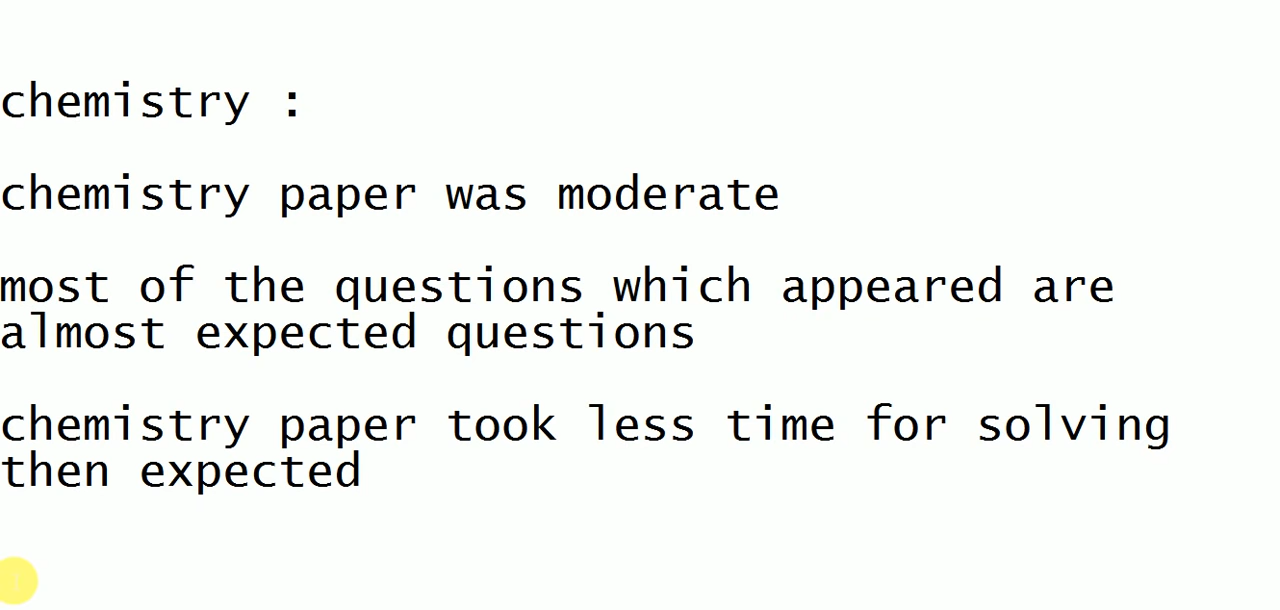 chemistry :
chemistry paper was moderate
most of the questions which appeared are
almost expected questions
chemistry paper took less time for solving
then expected